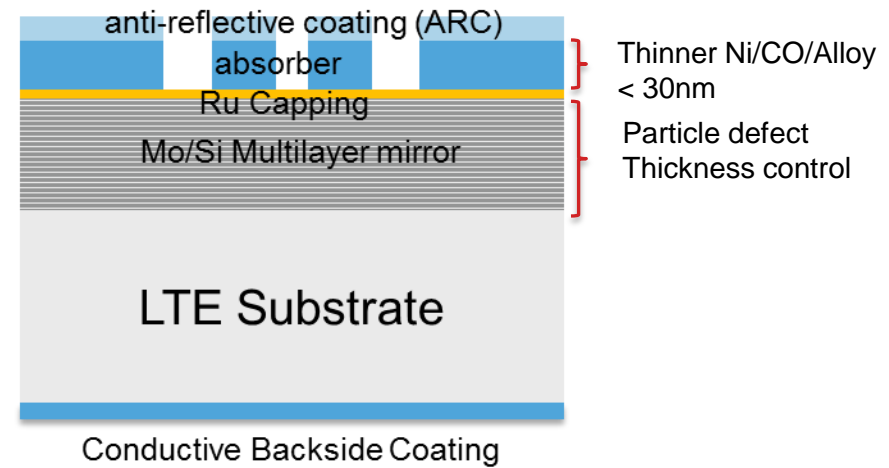 anti-reflective coating (ARC)
absorber
Thinner Ni/CO/Alloy
< 30nm
Ru Capping
Mo/Si Multilayer mirror
Particle defect
Thickness control
LTE Substrate
Conductive Backside Coating